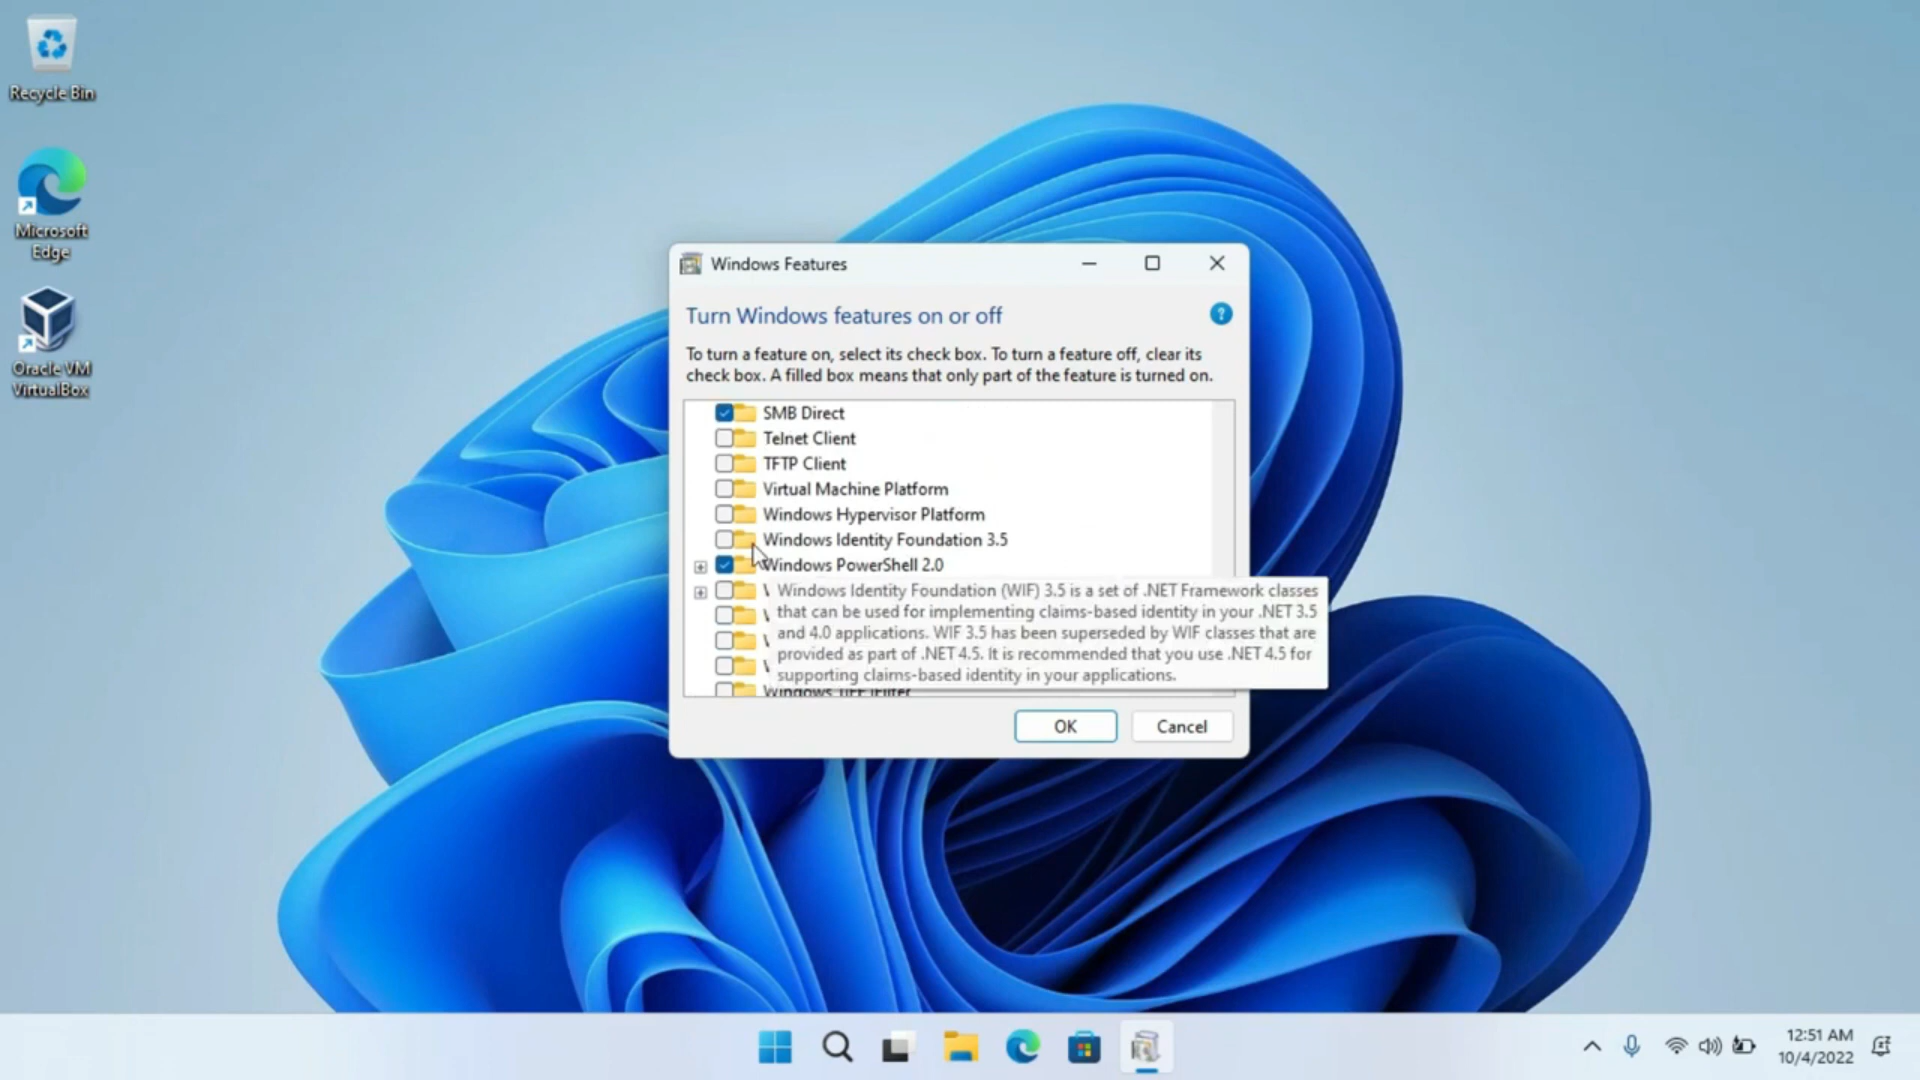 Recycle Bin
Microsoft
Edge
Oracle VM
VirtualBox
Windows Features
Turn Windows features on or off
?
To turn a feature on, select its check box. To turn a feature off, clear its
check box. A filled box means that only part of the feature is turned on.
SMB Direct
Telnet Client
TFTP Client
Virtual Machine Platform
Windows Hypervisor Platform
Windows Identity Foundation 3.5
Windows PowerShell 2.0
Windows Identity Foundation (WIF) 3.5 is a set of .NET Framework classes
that can be used for implementing claims-based identity in your .NET 3.5
and 4.0 applications. WIF 3.5 has been superseded by WIF classes that are
provided as part of .NET 4.5. It is recommended that you use .NET 4.5 for
supporting claims-based identity in your applications.
Windows TIFF IFilter
OK
Cancel
12:51 AM
10/4/2022